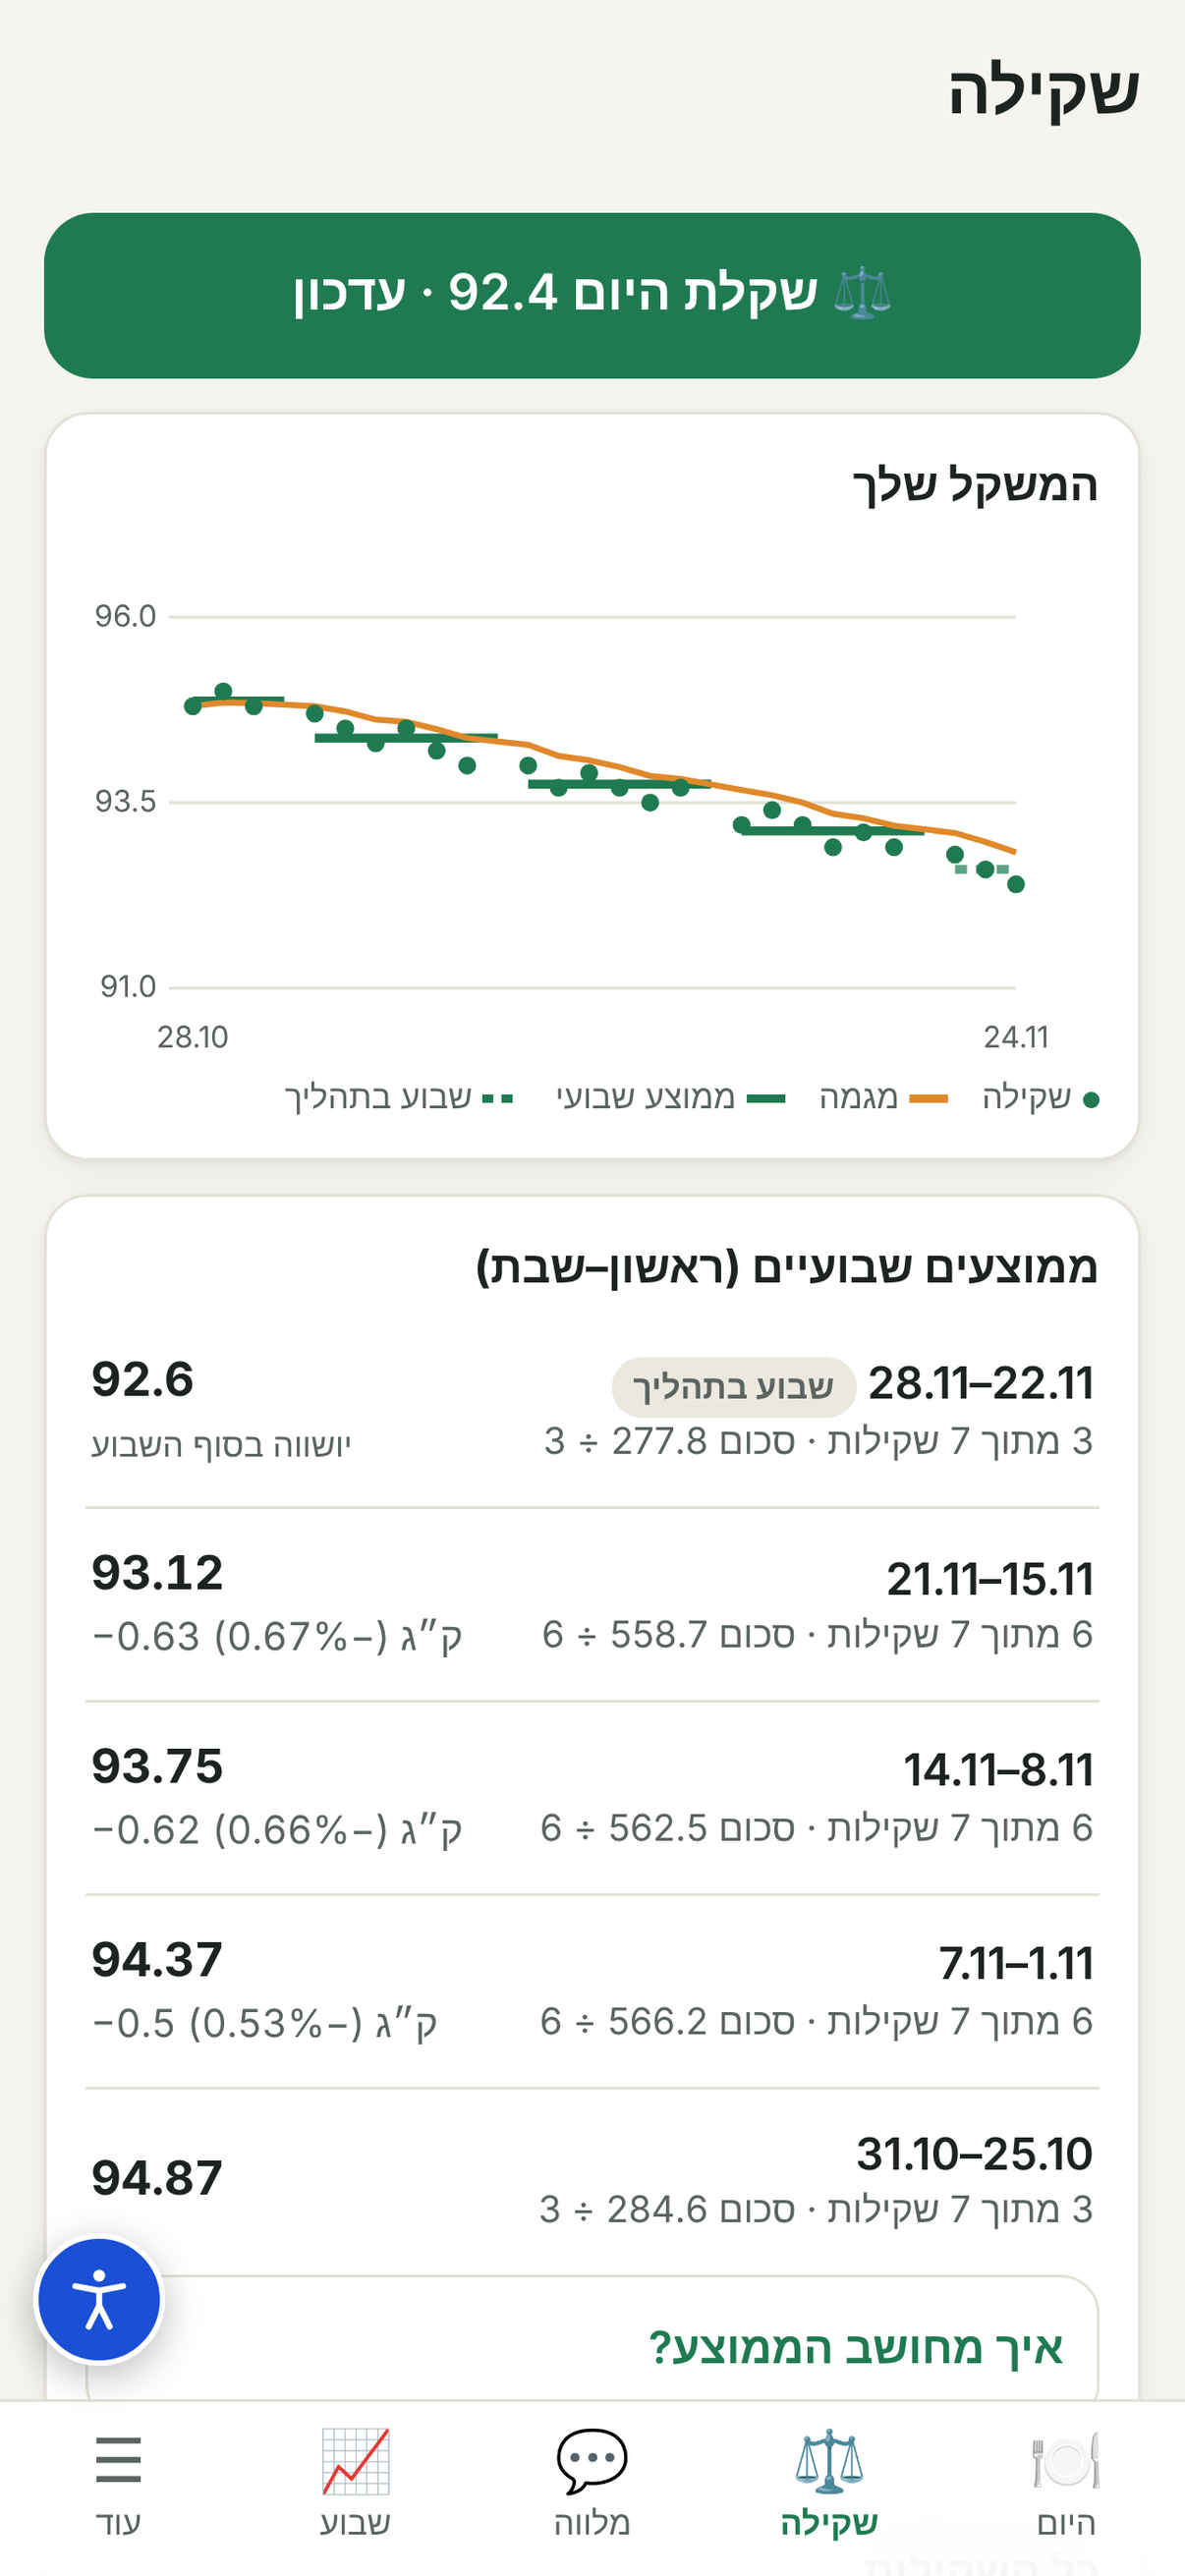 שקילה
⚖️ שקלת היום 92.4 · עדכון
המשקל שלך
96.0
93.5
91.0
28.10 24.11
שקילה מגמה ממוצע שבועי שבוע בתהליך
ממוצעים שבועיים (ראשון–שבת)
22.11–28.11 שבוע בתהליך
92.6
3 מתוך 7 שקילות · סכום 277.8 ÷ 3
יושווה בסוף השבוע
15.11–21.11
93.12
6 מתוך 7 שקילות · סכום 558.7 ÷ 6
−0.63 ק״ג (−0.67%)
8.11–14.11
93.75
6 מתוך 7 שקילות · סכום 562.5 ÷ 6
−0.62 ק״ג (−0.66%)
1.11–7.11
94.37
6 מתוך 7 שקילות · סכום 566.2 ÷ 6
−0.5 ק״ג (−0.53%)
25.10–31.10
94.87
3 מתוך 7 שקילות · סכום 284.6 ÷ 3
איך מחושב הממוצע?
היום שקילה מלווה שבוע עוד